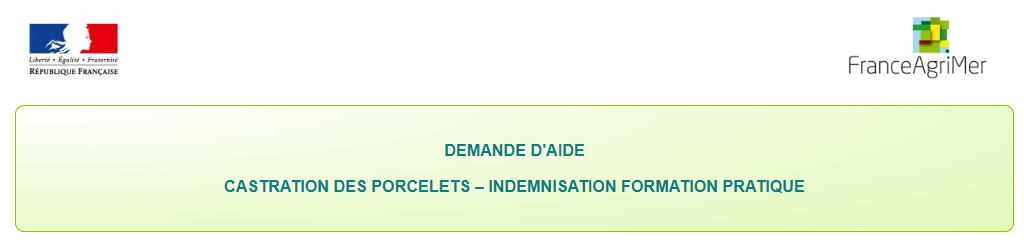 Liberté • Égalité • Fraternité
RÉPUBLIQUE FRANÇAISE
FranceAgriMer
DEMANDE D'AIDE
CASTRATION DES PORCELETS – INDEMNISATION FORMATION PRATIQUE